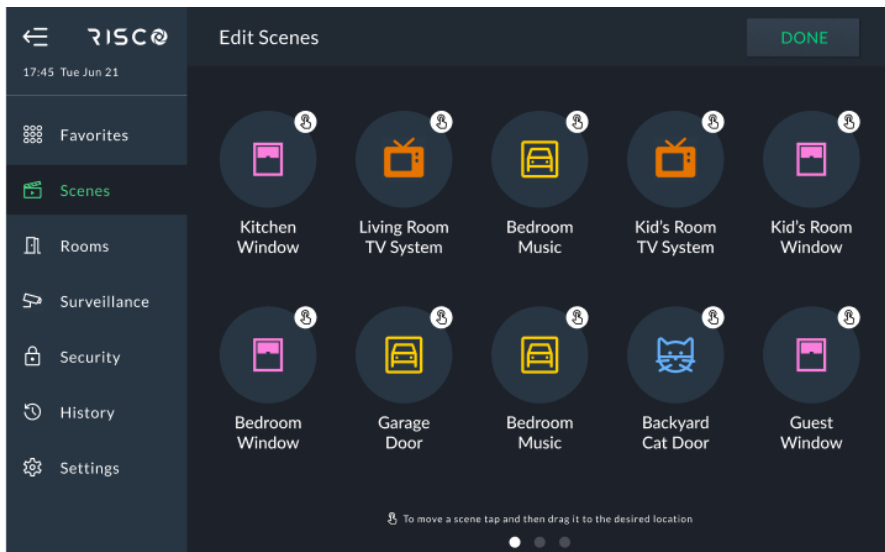 RISCO
Edit Scenes
DONE
17:45 Tue Jun 21
Favorites
Scenes
Rooms
Surveillance
Security
History
Settings
Kitchen
Window
Living Room
TV System
Bedroom
Music
Kid's Room
TV System
Kid's Room
Window
Bedroom
Window
Garage
Door
Bedroom
Music
Backyard
Cat Door
Guest
Window
To move a scene tap and then drag it to the desired location